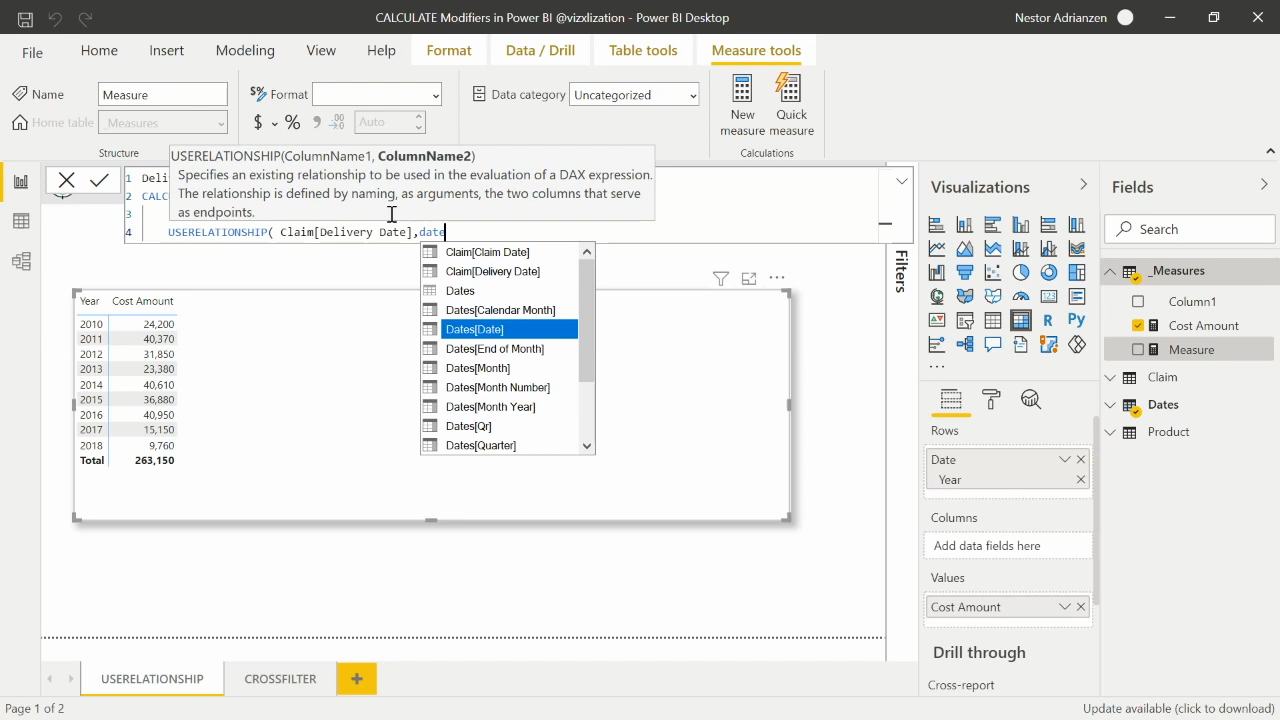 CALCULATE Modifiers in Power BI @vizxlization - Power BI Desktop
Nestor Adrianzen
File
Home
Insert
Modeling
View
Help
Format
Data / Drill
Table tools
Measure tools
Name
Measure
Format
Data category
Uncategorized
Home table
Measures
Auto
New
measure
Quick
measure
Structure
Calculations
USERELATIONSHIP(ColumnName1, ColumnName2)
Specifies an existing relationship to be used in the evaluation of a DAX expression.
The relationship is defined by naming, as arguments, the two columns that serve
as endpoints.
1 Deli
2 CALC
3
4 USERELATIONSHIP( Claim[Delivery Date],date
Claim[Claim Date]
Claim[Delivery Date]
Dates
Dates[Calendar Month]
Dates[Date]
Dates[End of Month]
Dates[Month]
Dates[Month Number]
Dates[Month Year]
Dates[Qr]
Dates[Quarter]
Year Cost Amount
2010 24,200
2011 40,370
2012 31,850
2013 23,380
2014 40,610
2015 36,880
2016 40,950
2017 15,150
2018 9,760
Total 263,150
Filters
Visualizations
R
Py
123
Rows
Date
Year
Columns
Add data fields here
Values
Cost Amount
Drill through
Cross-report
Fields
Search
_Measures
Column1
Cost Amount
Measure
Claim
Dates
Product
USERELATIONSHIP
CROSSFILTER
Page 1 of 2
Update available (click to download)